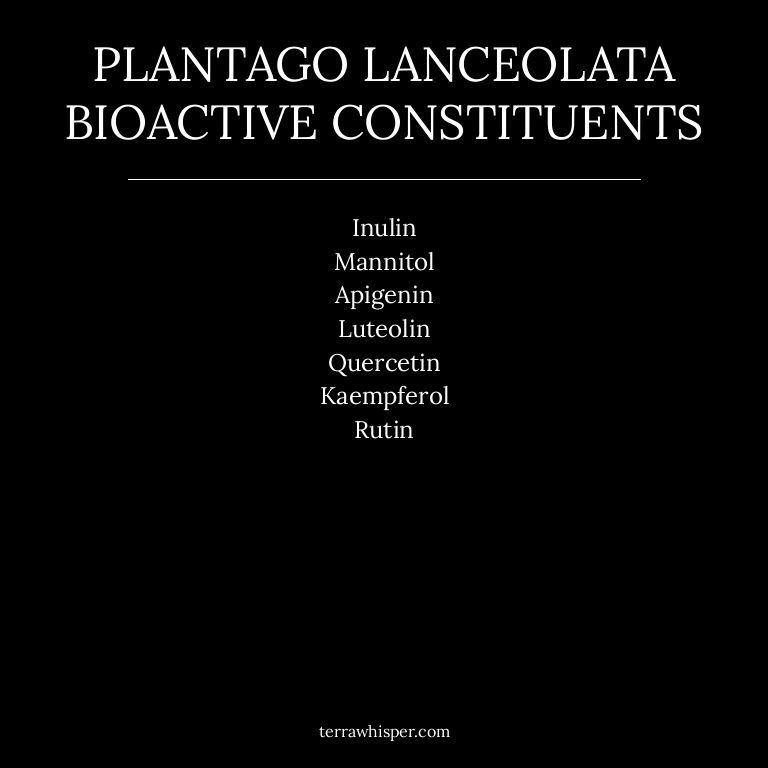 PLANTAGO LANCEOLATA
BIOACTIVE CONSTITUENTS
Inulin
Mannitol
Apigenin
Luteolin
Quercetin
Kaempferol
Rutin
terrawhisper.com